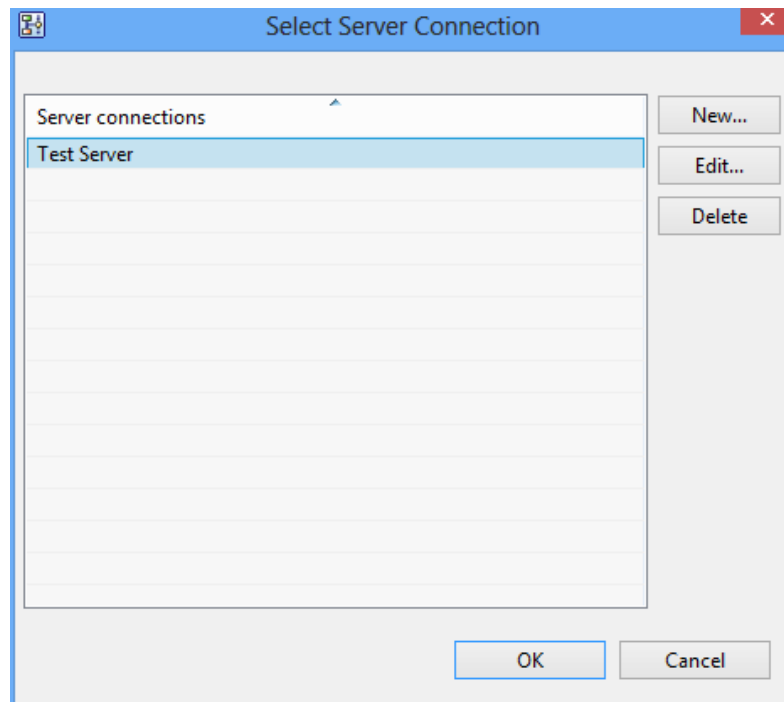 Select Server Connection
Server connections
Test Server
New...
Edit...
Delete
OK
Cancel